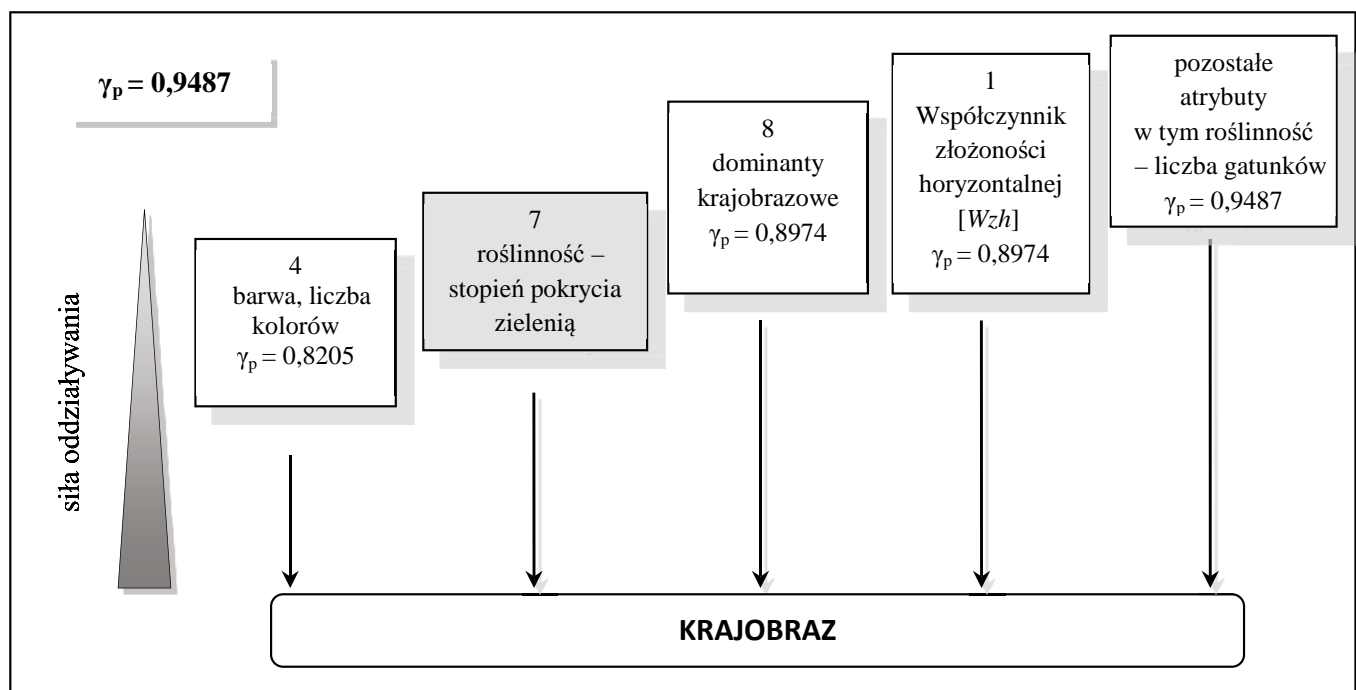 γp = 0,9487
siła oddziaływania
4
barwa, liczba
kolorów
γp = 0,8205
7
roślinność –
stopień pokrycia
zielenią
8
dominanty
krajobrazowe
γp = 0,8974
1
Współczynnik
złożoności
horyzontalnej
[Wzh]
γp = 0,8974
pozostałe
atrybuty
w tym roślinność
– liczba gatunków
γp = 0,9487
KRAJOBRAZ